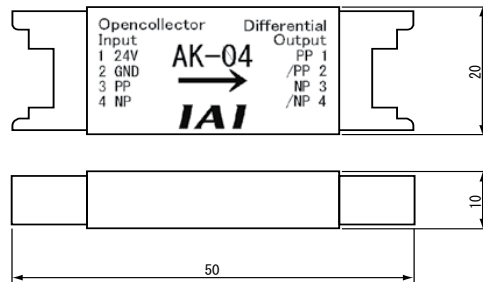 Opencollector
Input
1 24V
2 GND
3 PP
4 NP
AK-04
IAI
Differential
Output
PP 1
/PP 2
NP 3
/NP 4
20
10
50